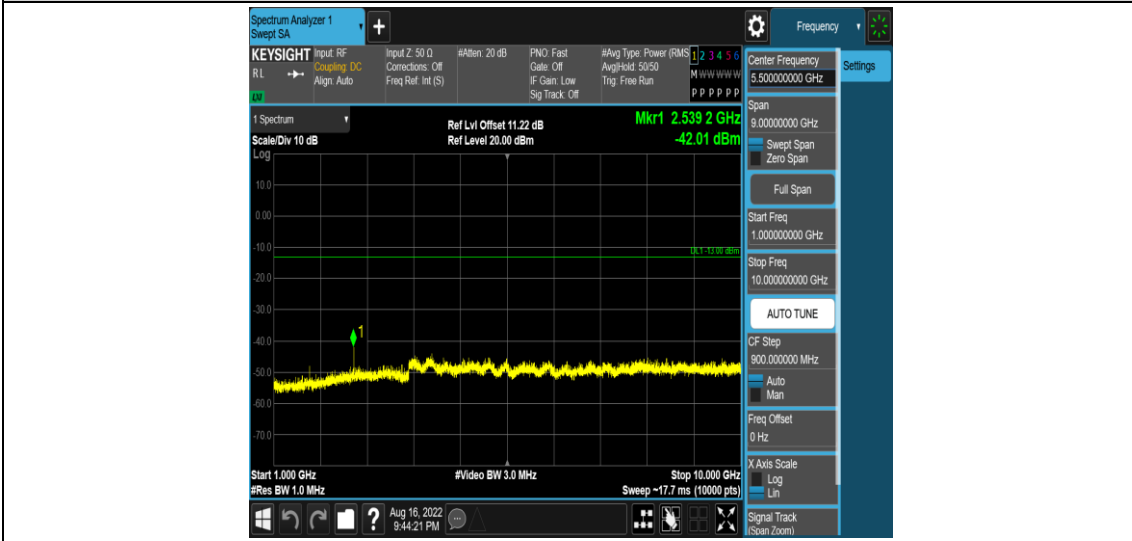 Spectrum Analyzer 1
Swept SA
+
Frequency
KEYSIGHT
RL
Input: RF
Coupling: DC
Align: Auto
Input Z: 50 Ω
Corrections: Off
Freq Ref: Int (S)
#Atten: 20 dB
PNO: Fast
Gate: Off
IF Gain: Low
Sig Track: Off
#Avg Type: Power (RMS
Avg|Hold: 50/50
Trig: Free Run
1 2 3 4 5 6
M W W W W W
P P P P P P
1 Spectrum
Scale/Div 10 dB
Log
Ref Lvl Offset 11.22 dB
Ref Level 20.00 dBm
Mkr1 2.539 2 GHz
-42.01 dBm
10.0
0.00
-10.0
DL1 -13.00 dBm
-20.0
-30.0
1
-40.0
-50.0
-60.0
-70.0
Start 1.000 GHz
#Res BW 1.0 MHz
#Video BW 3.0 MHz
Stop 10.000 GHz
Sweep ~17.7 ms (10000 pts)
?
Aug 16, 2022
9:44:21 PM
Center Frequency
5.500000000 GHz
Settings
Span
9.00000000 GHz
Swept Span
Zero Span
Full Span
Start Freq
1.000000000 GHz
Stop Freq
10.000000000 GHz
AUTO TUNE
CF Step
900.000000 MHz
Auto
Man
Freq Offset
0 Hz
X Axis Scale
Log
Lin
Signal Track
(Span Zoom)